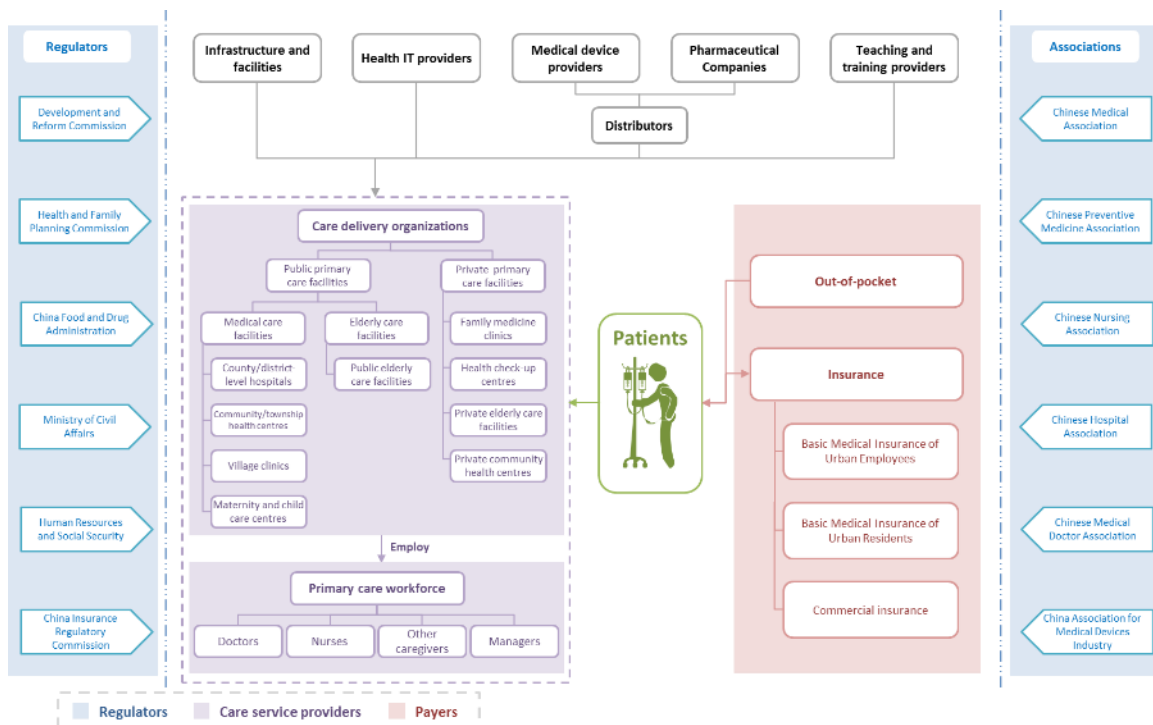 Regulators
Development and
Reform Commission
Health and Family
Planning Commission
China Food and Drug
Administration
Ministry of Civil
Affairs
Human Resources
and Social Security
China Insurance
Regulatory
Commission
Infrastructure and
facilities
Health IT providers
Medical device
providers
Pharmaceutical
Companies
Teaching and
training providers
Distributors
Care delivery organizations
Public primary
care facilities
Private primary
care facilities
Medical care
facilities
Elderly care
facilities
Family medicine
clinics
County/district-
level hospitals
Public elderly
care facilities
Health check-up
centres
Community/township
health centres
Private elderly care
facilities
Village clinics
Private community
health centres
Maternity and child
care centres
Employ
Primary care workforce
Doctors
Nurses
Other
caregivers
Managers
Patients
Out-of-pocket
Insurance
Basic Medical Insurance of
Urban Employees
Basic Medical Insurance of
Urban Residents
Commercial insurance
Associations
Chinese Medical
Association
Chinese Preventive
Medicine Association
Chinese Nursing
Association
Chinese Hospital
Association
Chinese Medical
Doctor Association
China Association for
Medical Devices
Industry
Regulators
Care service providers
Payers